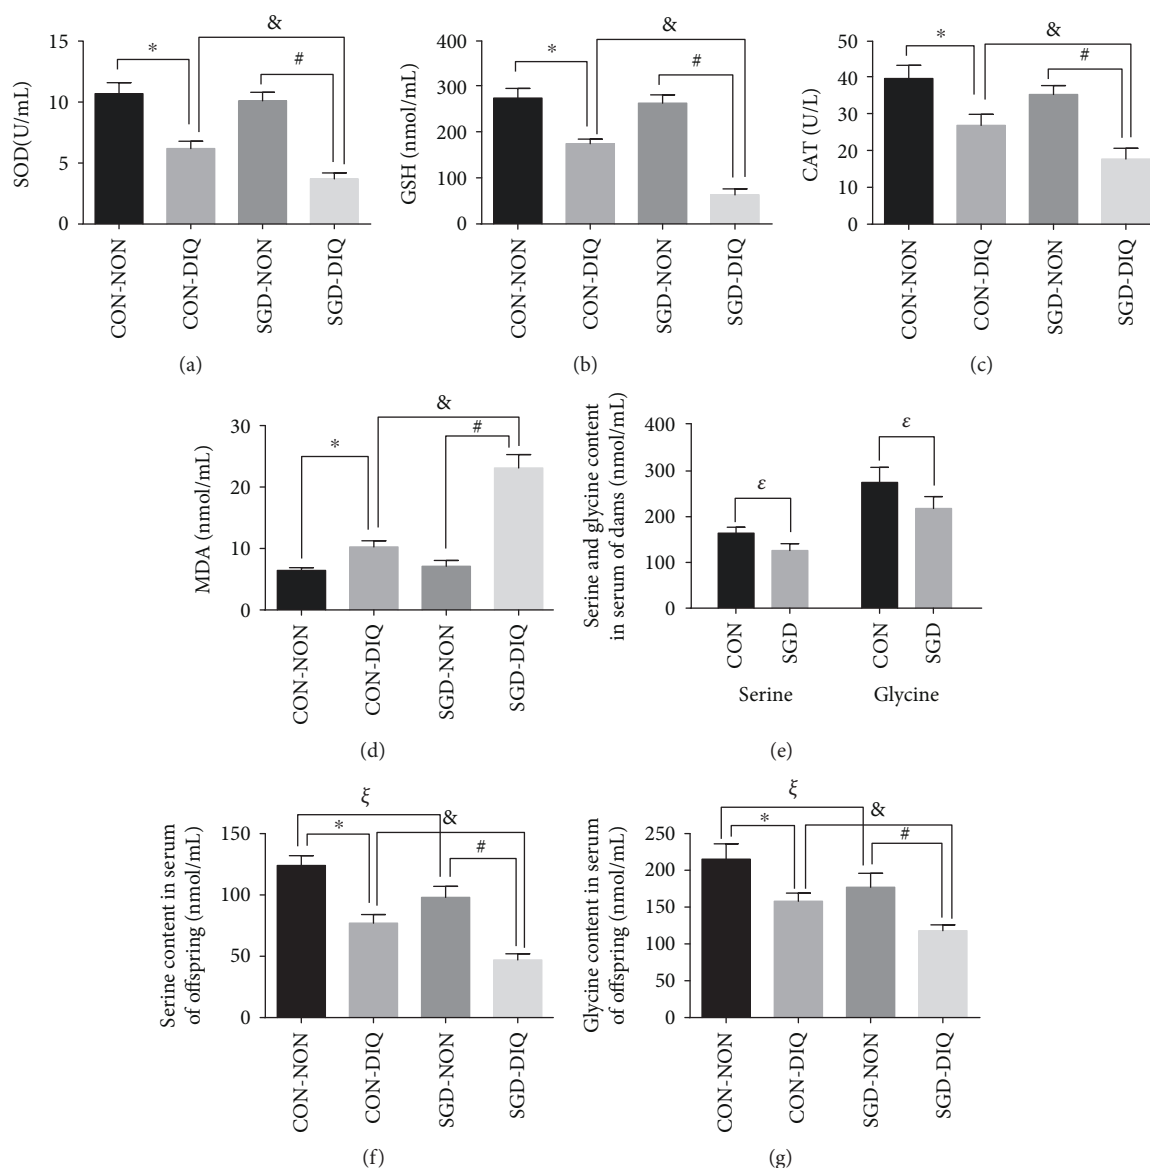 &
*
#
15
10
5
0
SOD(U/mL)
CON-NON
CON-DIQ
SGD-NON
SGD-DIQ
(a)
&
*
#
400
300
200
100
0
GSH (nmol/mL)
CON-NON
CON-DIQ
SGD-NON
SGD-DIQ
(b)
&
*
#
50
40
30
20
10
0
CAT (U/L)
CON-NON
CON-DIQ
SGD-NON
SGD-DIQ
(c)
&
*
#
30
20
10
0
MDA (nmol/mL)
CON-NON
CON-DIQ
SGD-NON
SGD-DIQ
(d)
ε
ε
400
300
200
100
0
Serine and glycine content
in serum of dams (nmol/mL)
CON
SGD
CON
SGD
Serine
Glycine
(e)
ξ
&
*
#
150
100
50
0
Serine content in serum
of offspring (nmol/mL)
CON-NON
CON-DIQ
SGD-NON
SGD-DIQ
(f)
ξ
&
*
#
250
200
150
100
50
0
Glycine content in serum
of offspring (nmol/mL)
CON-NON
CON-DIQ
SGD-NON
SGD-DIQ
(g)